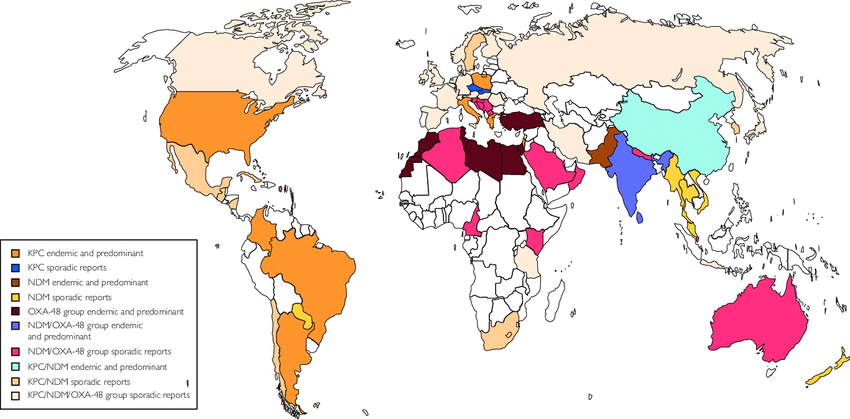 KPC endemic and predominant
KPC sporadic reports
NDM endemic and predominant
NDM sporadic reports
OXA-48 group endemic and predominant
NDM/OXA-48 group endemic
and predominant
NDM/OXA-48 group sporadic reports
KPC/NDM endemic and predominant
KPC/NDM sporadic reports
KPC/NDM/OXA-48 group sporadic reports